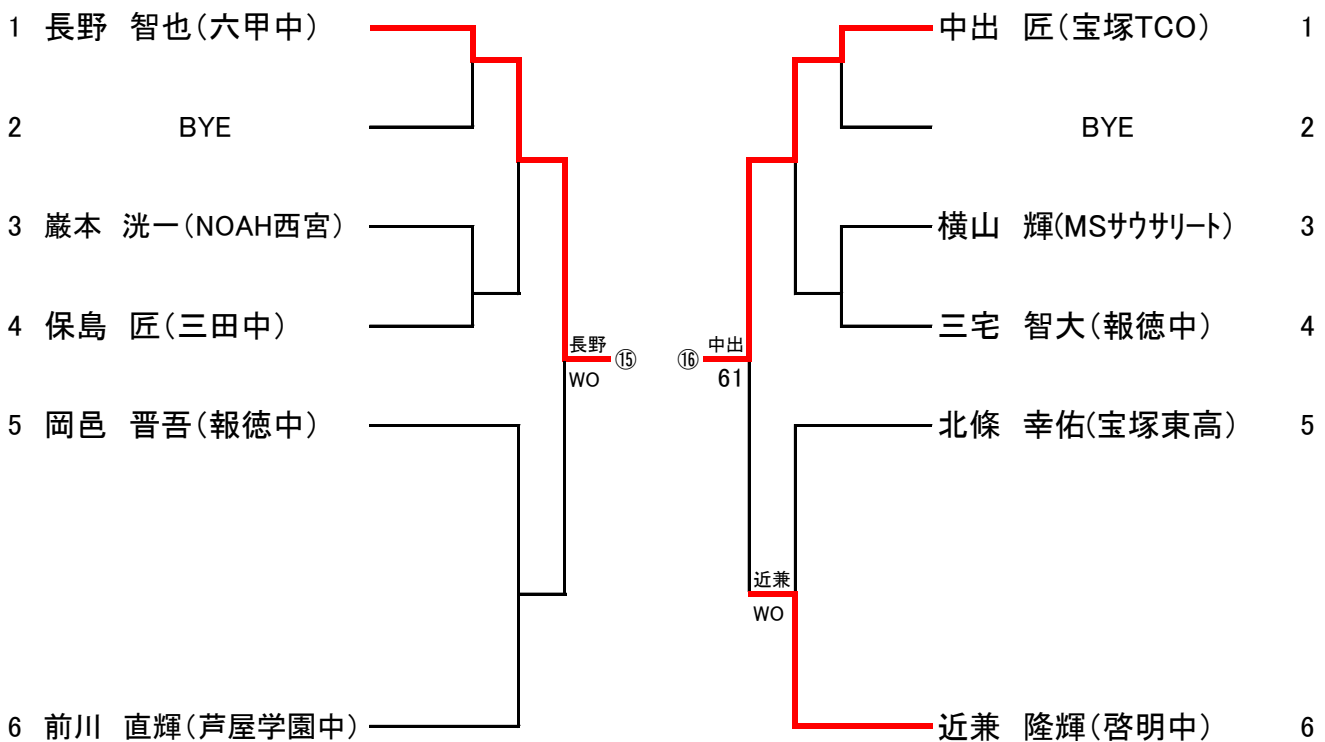 1 長野 智也(六甲中)
中出 匠(宝塚TCO) 1
2 BYE
BYE 2
3 巌本 洸一(NOAH西宮)
横山 輝(MSサウサリート) 3
4 保島 匠(三田中)
三宅 智大(報徳中) 4
長野 ⑮
WO
⑯ 中出
61
5 岡邑 晋吾(報徳中)
北條 幸佑(宝塚東高) 5
近兼
WO
6 前川 直輝(芦屋学園中)
近兼 隆輝(啓明中) 6